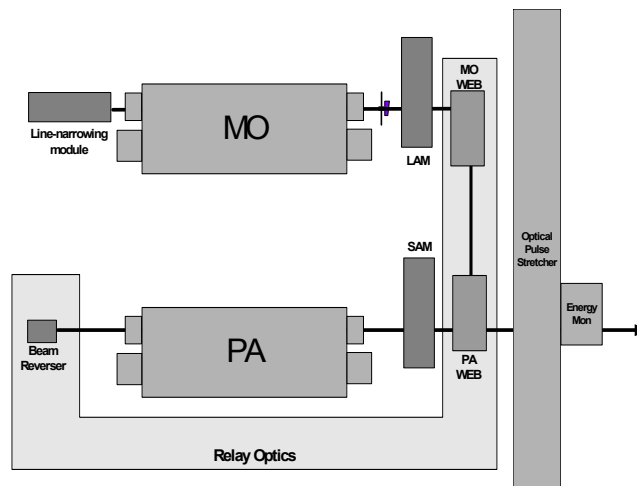 MO
WEB
MO
Line-narrowing
module
LAM
SAM
Optical
Pulse
Stretcher
Energy
Mon
PA
Beam
Reverser
PA
WEB
Relay Optics